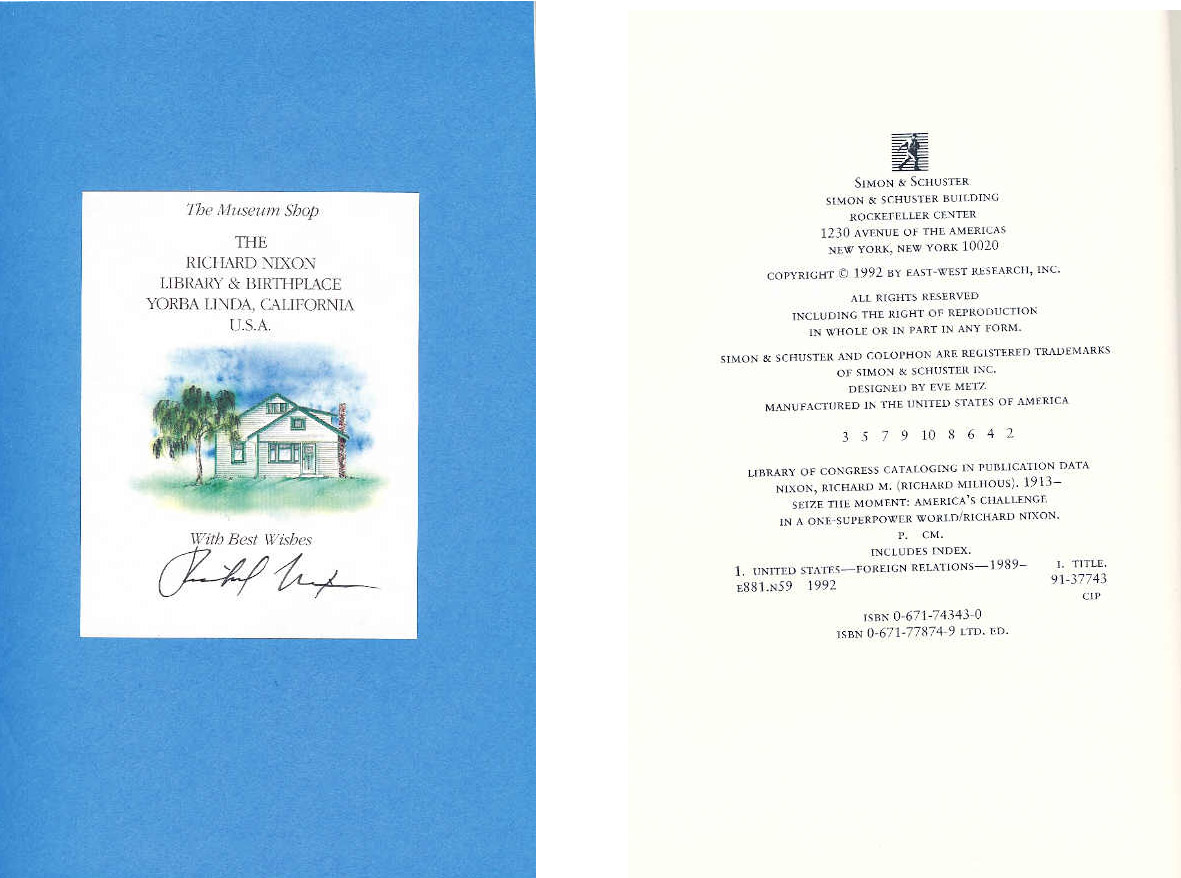 The Museum Shop
THE
RICHARD NIXON
LIBRARY & BIRTHPLACE
YORBA LINDA, CALIFORNIA
U.S.A.
With Best Wishes
Richard Nixon
SIMON & SCHUSTER
SIMON & SCHUSTER BUILDING
ROCKEFELLER CENTER
1230 AVENUE OF THE AMERICAS
NEW YORK, NEW YORK 10020
COPYRIGHT © 1992 BY EAST-WEST RESEARCH, INC.
ALL RIGHTS RESERVED
INCLUDING THE RIGHT OF REPRODUCTION
IN WHOLE OR IN PART IN ANY FORM.
SIMON & SCHUSTER AND COLOPHON ARE REGISTERED TRADEMARKS
OF SIMON & SCHUSTER INC.
DESIGNED BY EVE METZ
MANUFACTURED IN THE UNITED STATES OF AMERICA
3 5 7 9 10 8 6 4 2
LIBRARY OF CONGRESS CATALOGING IN PUBLICATION DATA
NIXON, RICHARD M. (RICHARD MILHOUS). 1913–
SEIZE THE MOMENT: AMERICA'S CHALLENGE
IN A ONE-SUPERPOWER WORLD/RICHARD NIXON.
P. CM.
INCLUDES INDEX.
1. UNITED STATES—FOREIGN RELATIONS—1989– I. TITLE.
E881.N59 1992 91-37743
CIP
ISBN 0-671-74343-0
ISBN 0-671-77874-9 LTD. ED.